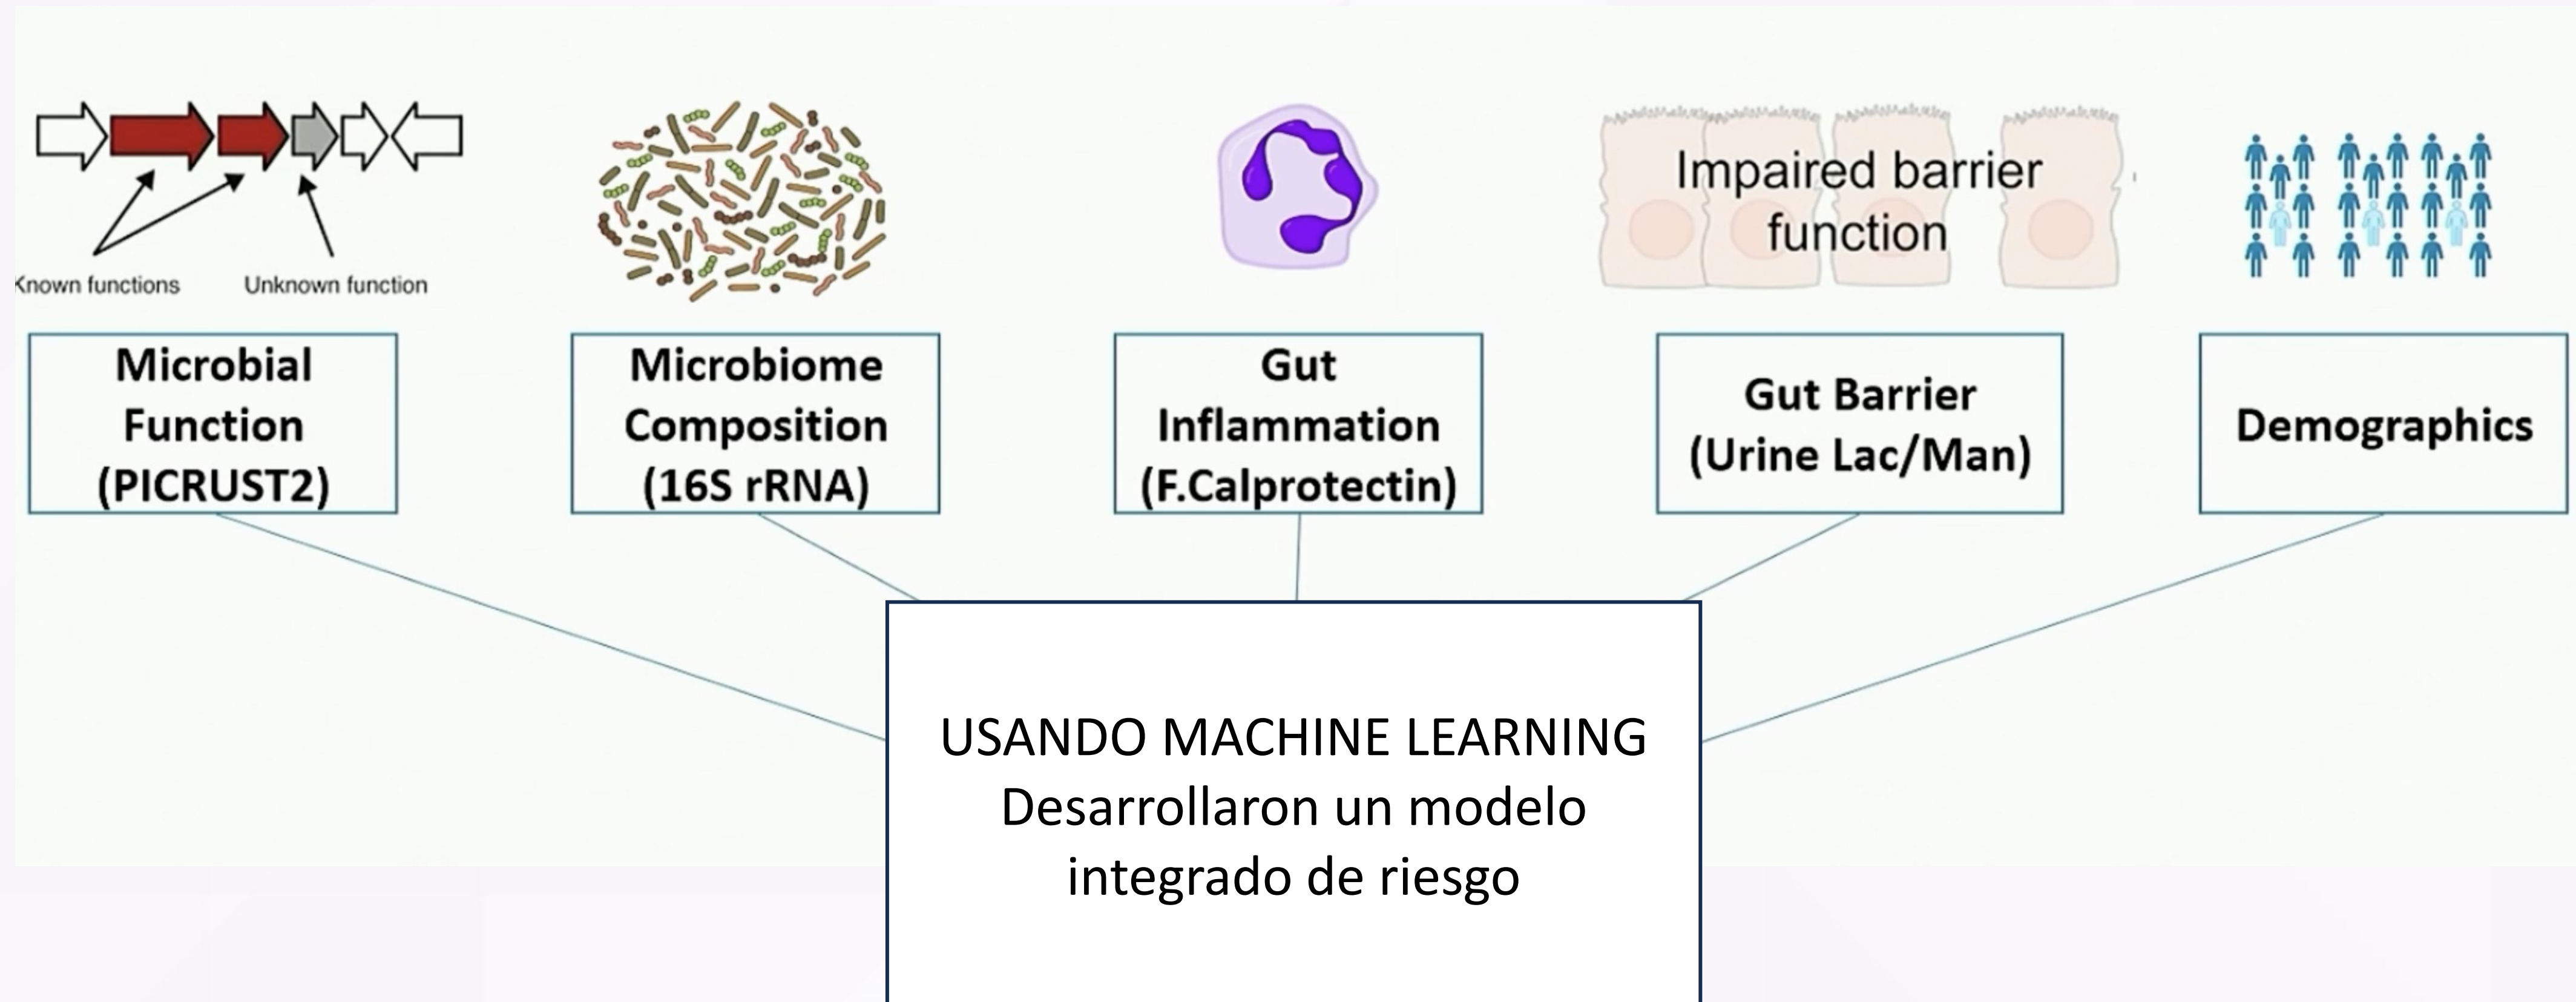 Known functions
Unknown function
Impaired barrier
function
Microbial
Function
(PICRUST2)
Microbiome
Composition
(16S rRNA)
Gut
Inflammation
(F.Calprotectin)
Gut Barrier
(Urine Lac/Man)
Demographics
USANDO MACHINE LEARNING
Desarrollaron un modelo
integrado de riesgo